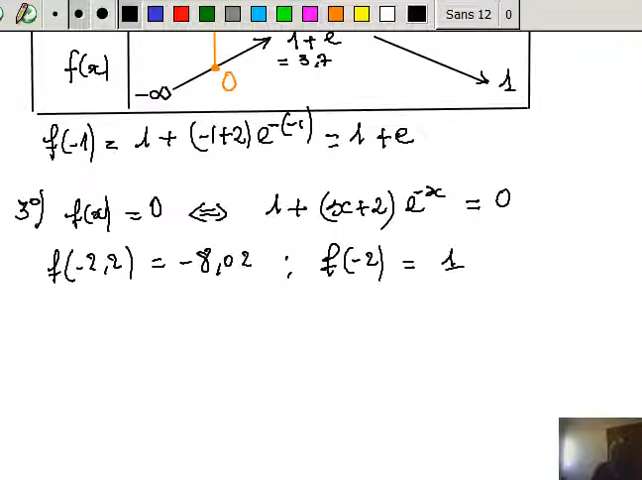 Sans 12 0
1 + e
= 3,7
f(x)
0
-∞
1
f(-1) = 1 + (-1+2) e^-(-1) = 1 + e
3°) f(x) = 0 ⇔ 1 + (x+2) e^-x = 0
f(-2,2) = -8,02 ; f(-2) = 1